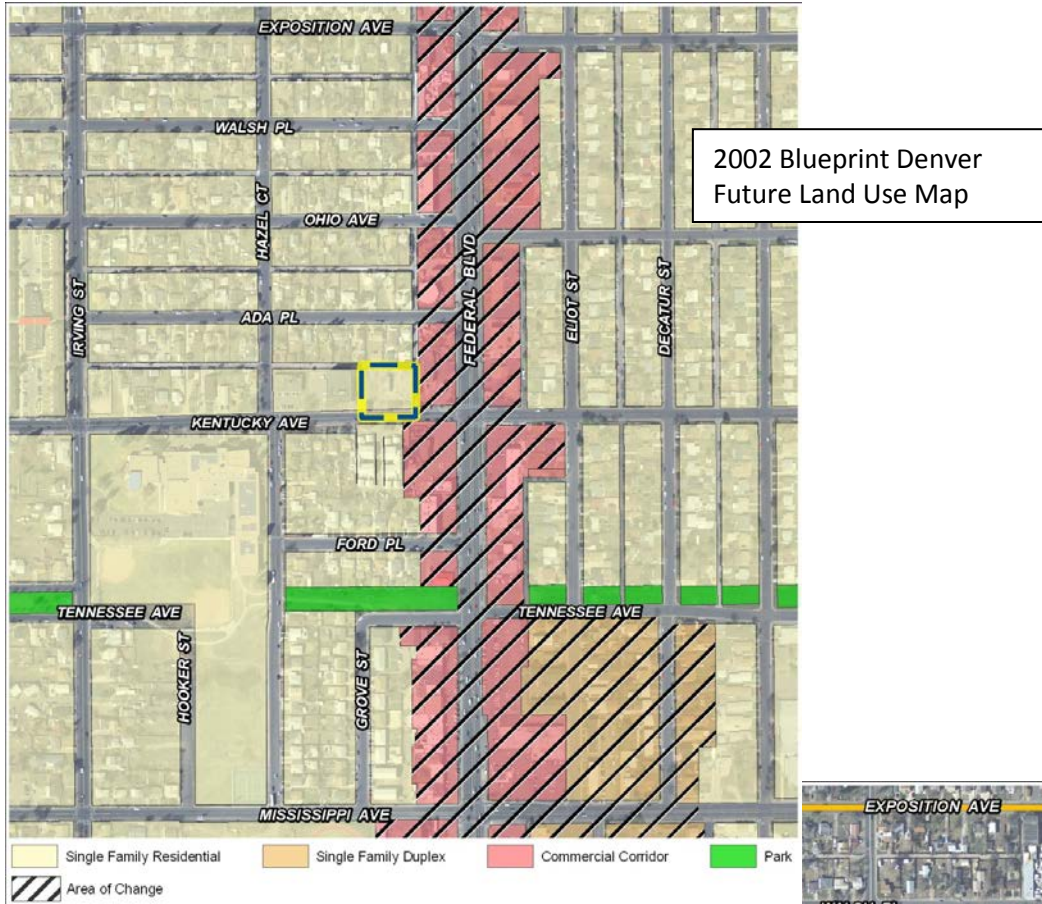 EXPOSITION AVE
WALSH PL
HAZEL CT
OHIO AVE
2002 Blueprint Denver
Future Land Use Map
IRVING ST
ADA PL
FEDERAL BLVD
ELIOT ST
DECATUR ST
KENTUCKY AVE
FORD PL
TENNESSEE AVE
TENNESSEE AVE
HOOKER ST
GROVE ST
MISSISSIPPI AVE
EXPOSITION AVE
Single Family Residential
Single Family Duplex
Commercial Corridor
Park
Area of Change